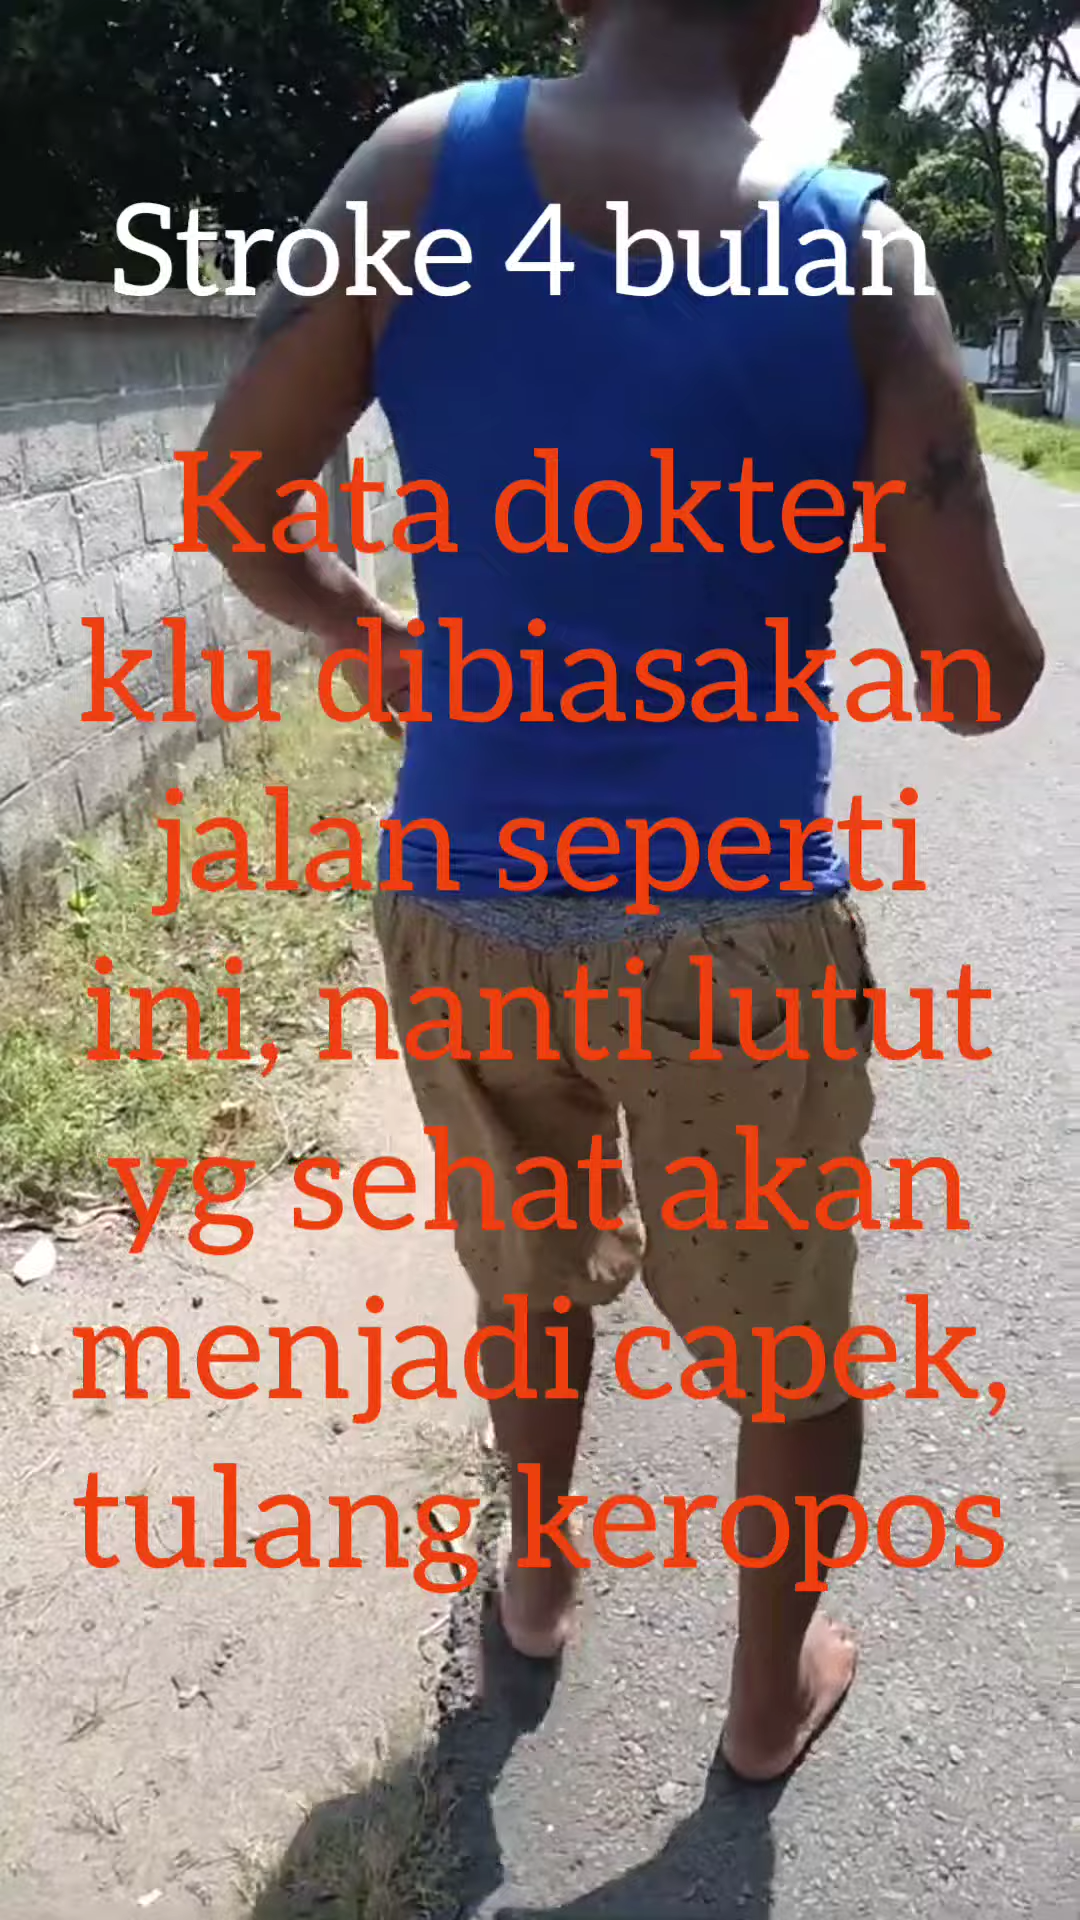 Stroke 4 bulan
Kata dokter
klu dibiasakan
jalan seperti
ini, nanti lutut
yg sehat akan
menjadi capek,
tulang keropos